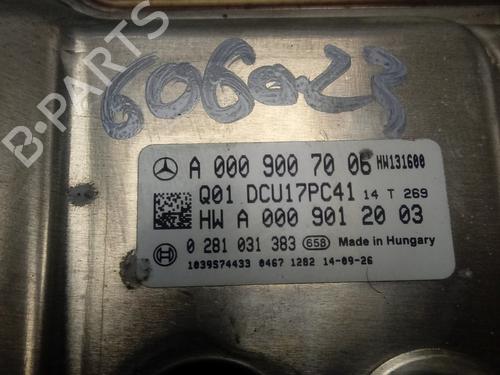 B-PARTS
606023
A 000 900 70 06 HW131600
Q01 DCU17PC41 14 T 269
HW A 000 901 20 03
0 281 031 383 658 Made in Hungary
1039S74433 0467 1282 14-09-26